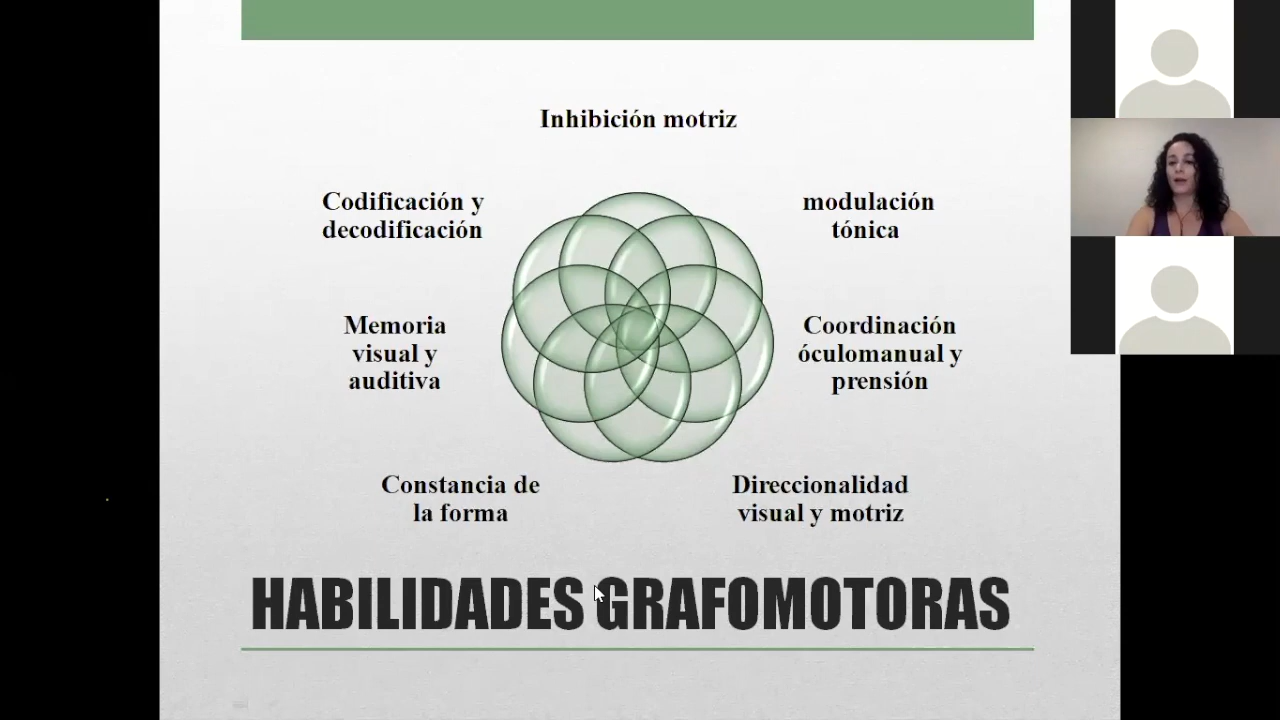 Inhibición motriz
Codificación y
decodificación
modulación
tónica
Memoria
visual y
auditiva
Coordinación
óculomanual y
prensión
Constancia de
la forma
Direccionalidad
visual y motriz
HABILIDADES GRAFOMOTORAS